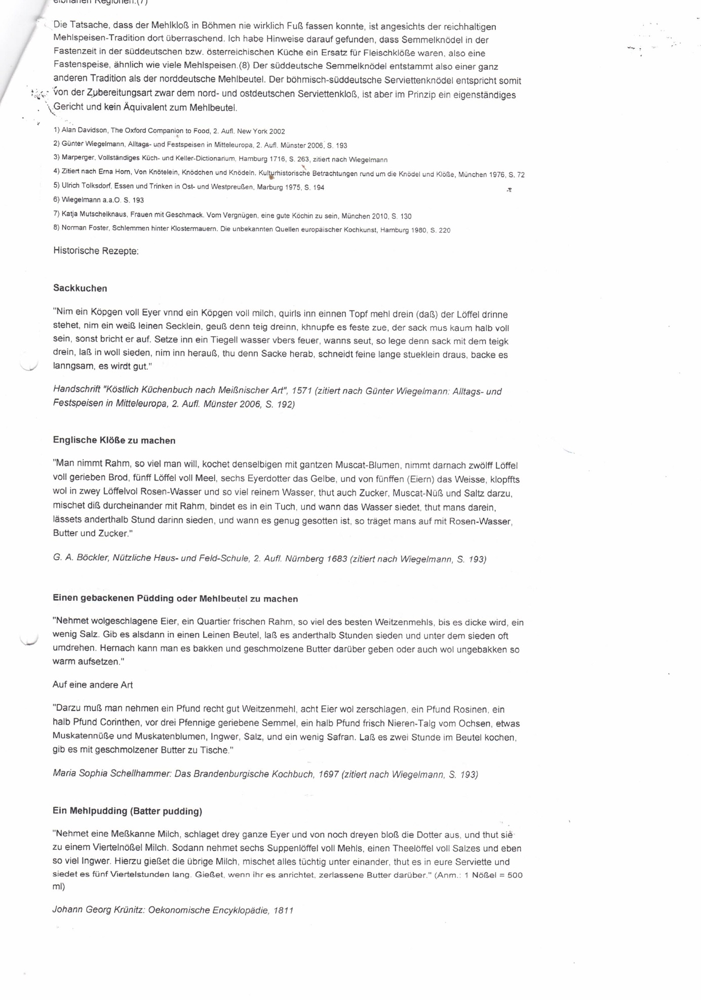 elbnahen Regionen.(7)
Die Tatsache, dass der Mehlkloß in Böhmen nie wirklich Fuß fassen konnte, ist angesichts der reichhaltigen
Mehlspeisen-Tradition dort überraschend. Ich habe Hinweise darauf gefunden, dass Semmelknödel in der
Fastenzeit in der süddeutschen bzw. österreichischen Küche ein Ersatz für Fleischklöße waren, also eine
Fastenspeise, ähnlich wie viele Mehlspeisen.(8) Der süddeutsche Semmelknödel entstammt also einer ganz
anderen Tradition als der norddeutsche Mehlbeutel. Der böhmisch-süddeutsche Serviettenknödel entspricht somit
von der Zubereitungsart zwar dem nord- und ostdeutschen Serviettenkloß, ist aber im Prinzip ein eigenständiges
Gericht und kein Äquivalent zum Mehlbeutel.
1) Alan Davidson, The Oxford Companion to Food, 2. Aufl. New York 2002
2) Günter Wiegelmann, Alltags- und Festspeisen in Mitteleuropa, 2. Aufl. Münster 2006, S. 193
3) Marperger, Vollständiges Küch- und Keller-Dictionarium, Hamburg 1716, S. 263, zitiert nach Wiegelmann
4) Zitiert nach Erna Horn, Von Knötelein, Knödchen und Knödeln. Kulturhistorische Betrachtungen rund um die Knödel und Klöße, München 1976, S. 72
5) Ulrich Tolksdorf, Essen und Trinken in Ost- und Westpreußen, Marburg 1975, S. 194
6) Wiegelmann a.a.O. S. 193
7) Katja Mutschelknaus, Frauen mit Geschmack. Vom Vergnügen, eine gute Köchin zu sein, München 2010, S. 130
8) Norman Foster, Schlemmen hinter Klostermauern. Die unbekannten Quellen europäischer Kochkunst, Hamburg 1980, S. 220
Historische Rezepte:
Sackkuchen
"Nim ein Köpgen voll Eyer vnnd ein Köpgen voll milch, quirls inn einnen Topf mehl drein (daß) der Löffel drinne
stehet, nim ein weiß leinen Secklein, geuß denn teig dreinn, khnupfe es feste zue, der sack mus kaum halb voll
sein, sonst bricht er auf. Setze inn ein Tiegell wasser vbers feuer, wanns seut, so lege denn sack mit dem teigk
drein, laß in woll sieden, nim inn herauß, thu denn Sacke herab, schneidt feine lange stueklein draus, backe es
lanngsam, es wirdt gut."
Handschrift "Köstlich Küchenbuch nach Meißnischer Art", 1571 (zitiert nach Günter Wiegelmann: Alltags- und
Festspeisen in Mitteleuropa, 2. Aufl. Münster 2006, S. 192)
Englische Klöße zu machen
"Man nimmt Rahm, so viel man will, kochet denselbigen mit gantzen Muscat-Blumen, nimmt darnach zwölff Löffel
voll gerieben Brod, fünff Löffel voll Meel, sechs Eyerdotter das Gelbe, und von fünffen (Eiern) das Weisse, klopffts
wol in zwey Löffelvol Rosen-Wasser und so viel reinem Wasser, thut auch Zucker, Muscat-Nüß und Saltz darzu,
mischet diß durcheinander mit Rahm, bindet es in ein Tuch, und wann das Wasser siedet, thut mans darein,
lässets anderthalb Stund darinn sieden, und wann es genug gesotten ist, so träget mans auf mit Rosen-Wasser,
Butter und Zucker."
G. A. Böckler, Nützliche Haus- und Feld-Schule, 2. Aufl. Nürnberg 1683 (zitiert nach Wiegelmann, S. 193)
Einen gebackenen Püdding oder Mehlbeutel zu machen
"Nehmet wolgeschlagene Eier, ein Quartier frischen Rahm, so viel des besten Weitzenmehls, bis es dicke wird, ein
wenig Salz. Gib es alsdann in einen Leinen Beutel, laß es anderthalb Stunden sieden und unter dem sieden oft
umdrehen. Hernach kann man es bakken und geschmolzene Butter darüber geben oder auch wol ungebakken so
warm aufsetzen."
Auf eine andere Art
"Darzu muß man nehmen ein Pfund recht gut Weitzenmehl, acht Eier wol zerschlagen, ein Pfund Rosinen, ein
halb Pfund Corinthen, vor drei Pfennige geriebene Semmel, ein halb Pfund frisch Nieren-Talg vom Ochsen, etwas
Muskatennüße und Muskatenblumen, Ingwer, Salz, und ein wenig Safran. Laß es zwei Stunde im Beutel kochen,
gib es mit geschmolzener Butter zu Tische."
Maria Sophia Schellhammer: Das Brandenburgische Kochbuch, 1697 (zitiert nach Wiegelmann, S. 193)
Ein Mehlpudding (Batter pudding)
"Nehmet eine Meßkanne Milch, schlaget drey ganze Eyer und von noch dreyen bloß die Dotter aus, und thut sie
zu einem Viertelnößel Milch. Sodann nehmet sechs Suppenlöffel voll Mehls, einen Theelöffel voll Salzes und eben
so viel Ingwer. Hierzu gießet die übrige Milch, mischet alles tüchtig unter einander, thut es in eure Serviette und
siedet es fünf Viertelstunden lang. Gießet, wenn ihr es anrichtet, zerlassene Butter darüber." (Anm.: 1 Nößel = 500
ml)
Johann Georg Krünitz: Oekonomische Encyklopädie, 1811